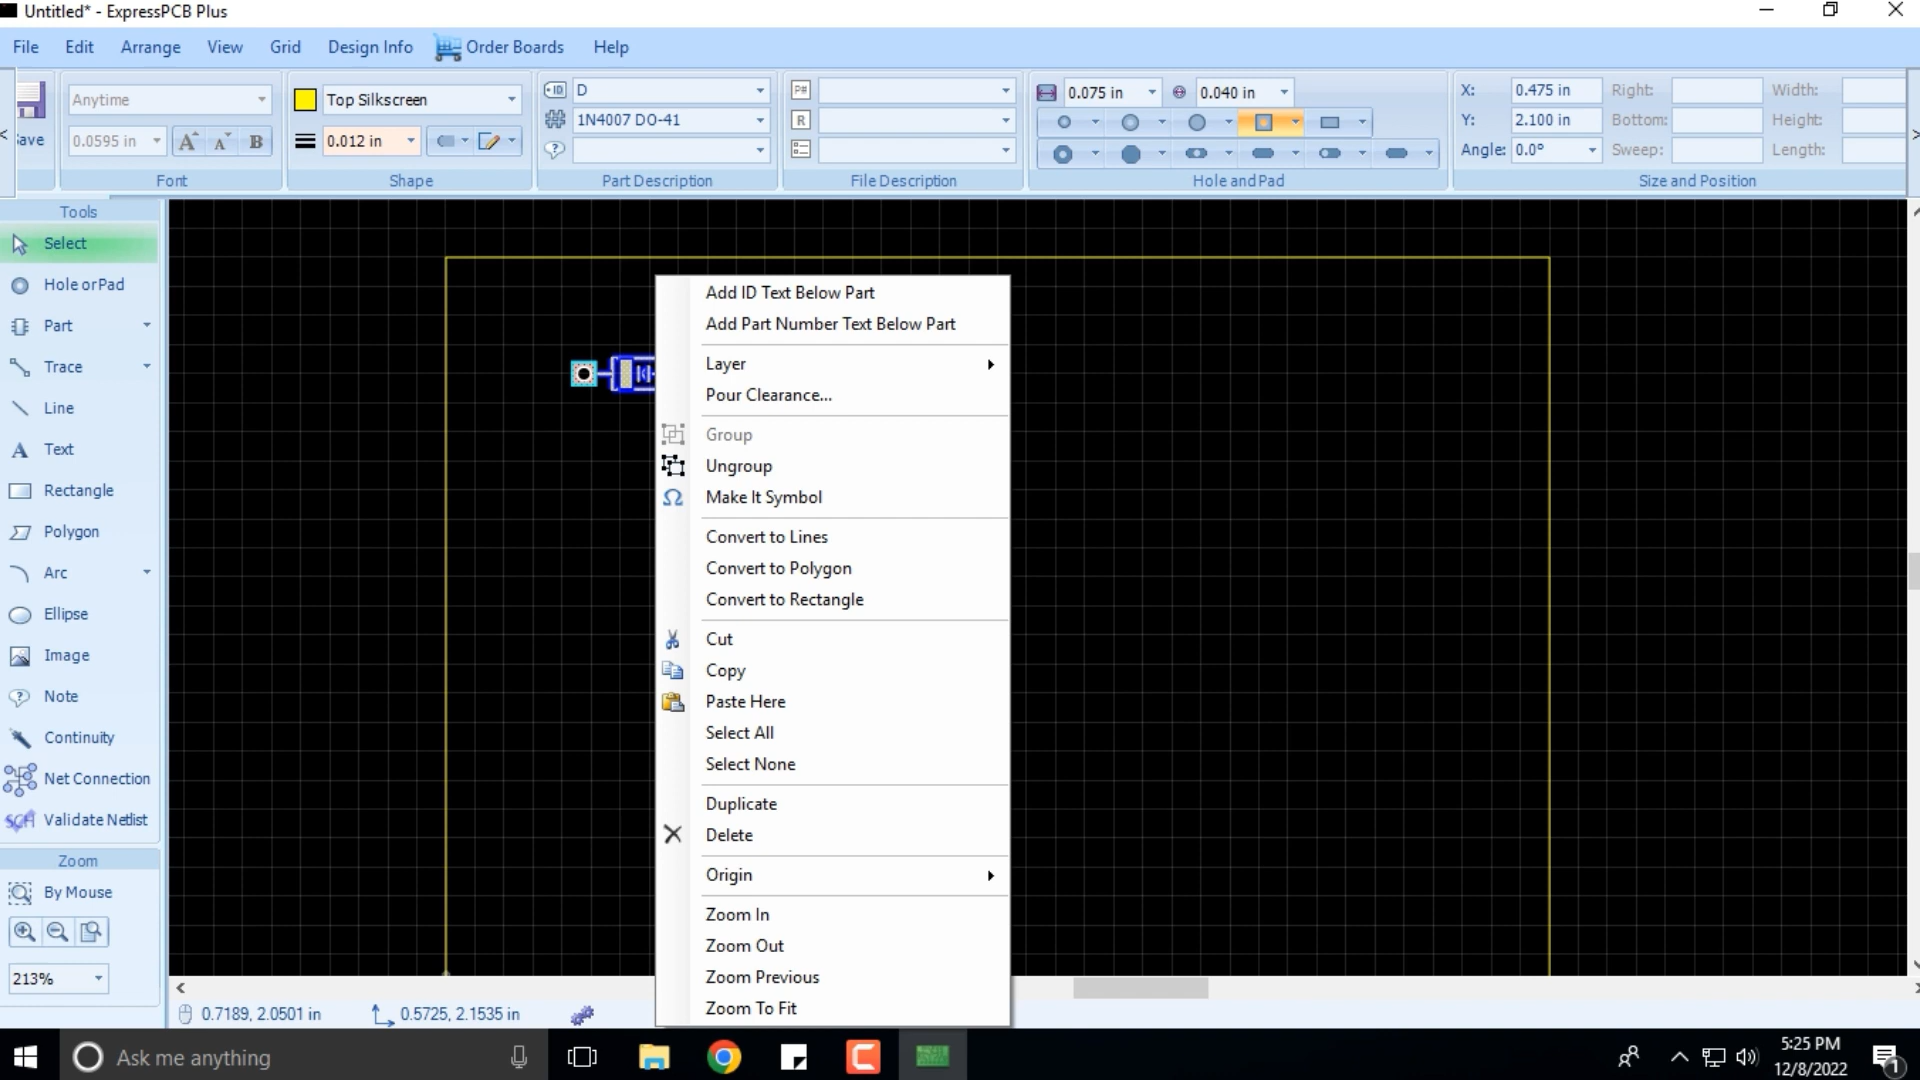 Untitled* - ExpressPCB Plus
File Edit Arrange View Grid Design Info Order Boards Help
ave
Anytime
0.0595 in A A B
Font
Top Silkscreen
0.012 in
Shape
ID D
1N4007 DO-41
Part Description
P#
R
File Description
0.075 in 0.040 in
Hole and Pad
X: 0.475 in Right: Width:
Y: 2.100 in Bottom: Height:
Angle: 0.0° Sweep: Length:
Size and Position
Tools
Select
Hole or Pad
Part
Trace
Line
Text
Rectangle
Polygon
Arc
Ellipse
Image
Note
Continuity
Net Connection
Validate Netlist
Zoom
By Mouse
213%
Add ID Text Below Part
Add Part Number Text Below Part
Layer
Pour Clearance...
Group
Ungroup
Make It Symbol
Convert to Lines
Convert to Polygon
Convert to Rectangle
Cut
Copy
Paste Here
Select All
Select None
Duplicate
Delete
Origin
Zoom In
Zoom Out
Zoom Previous
Zoom To Fit
0.7189, 2.0501 in 0.5725, 2.1535 in
Ask me anything
5:25 PM
12/8/2022
1